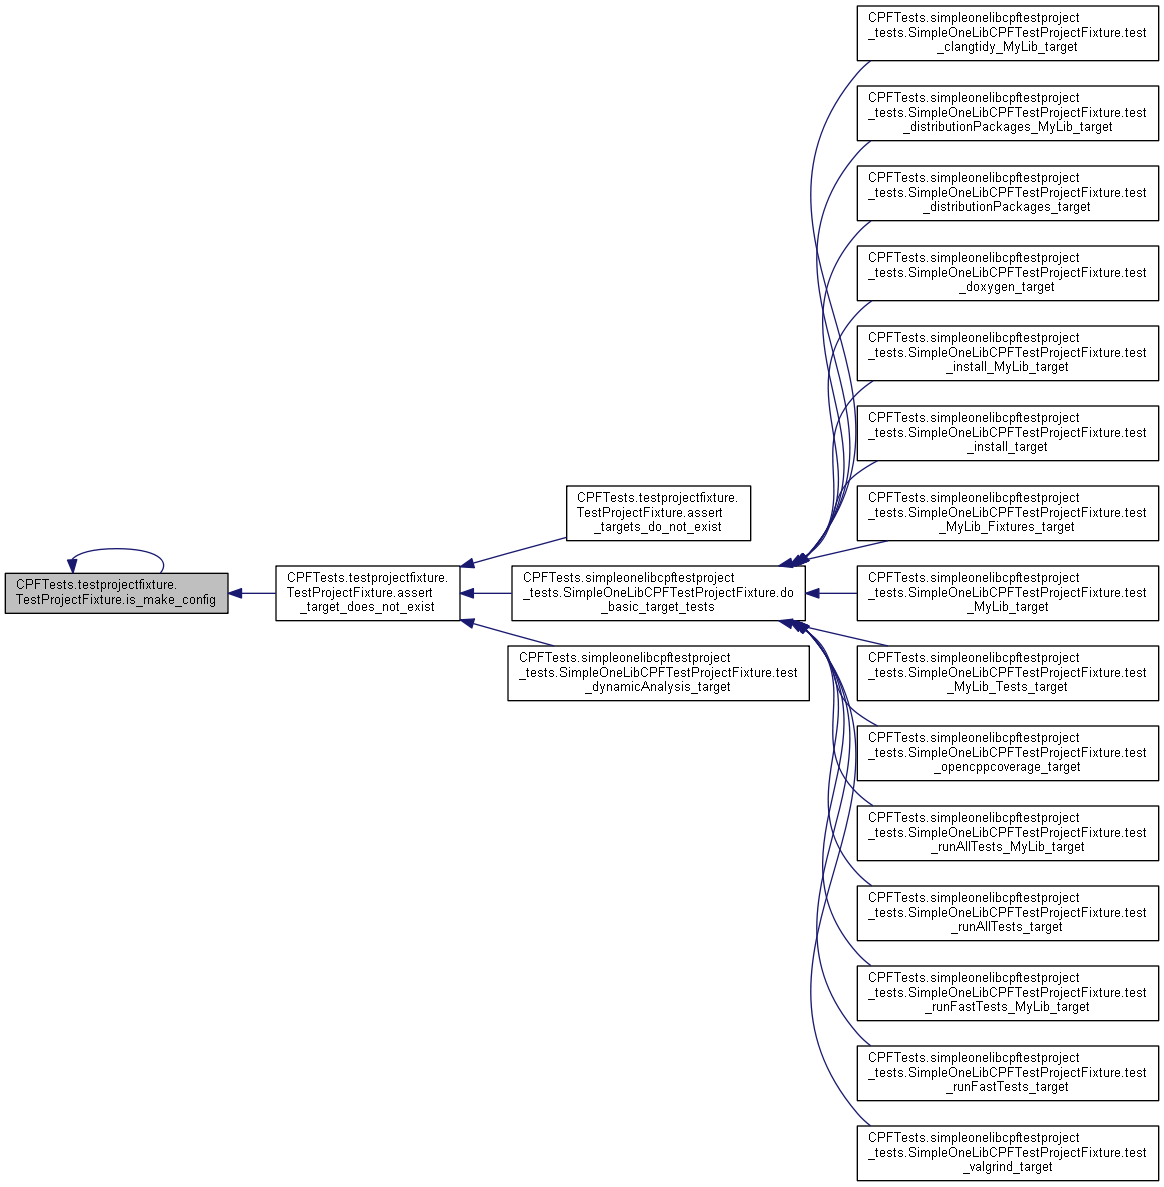 CPFTests.testprojectfixture.
TestProjectFixture.is_make_config
CPFTests.testprojectfixture.
TestProjectFixture.assert
_target_does_not_exist
CPFTests.testprojectfixture.
TestProjectFixture.assert
_targets_do_not_exist
CPFTests.simpleonelibcpftestproject
_tests.SimpleOneLibCPFTestProjectFixture.do
_basic_target_tests
CPFTests.simpleonelibcpftestproject
_tests.SimpleOneLibCPFTestProjectFixture.test
_dynamicAnalysis_target
CPFTests.simpleonelibcpftestproject
_tests.SimpleOneLibCPFTestProjectFixture.test
_clangtidy_MyLib_target
CPFTests.simpleonelibcpftestproject
_tests.SimpleOneLibCPFTestProjectFixture.test
_distributionPackages_MyLib_target
CPFTests.simpleonelibcpftestproject
_tests.SimpleOneLibCPFTestProjectFixture.test
_distributionPackages_target
CPFTests.simpleonelibcpftestproject
_tests.SimpleOneLibCPFTestProjectFixture.test
_doxygen_target
CPFTests.simpleonelibcpftestproject
_tests.SimpleOneLibCPFTestProjectFixture.test
_install_MyLib_target
CPFTests.simpleonelibcpftestproject
_tests.SimpleOneLibCPFTestProjectFixture.test
_install_target
CPFTests.simpleonelibcpftestproject
_tests.SimpleOneLibCPFTestProjectFixture.test
_MyLib_Fixtures_target
CPFTests.simpleonelibcpftestproject
_tests.SimpleOneLibCPFTestProjectFixture.test
_MyLib_target
CPFTests.simpleonelibcpftestproject
_tests.SimpleOneLibCPFTestProjectFixture.test
_MyLib_Tests_target
CPFTests.simpleonelibcpftestproject
_tests.SimpleOneLibCPFTestProjectFixture.test
_opencppcoverage_target
CPFTests.simpleonelibcpftestproject
_tests.SimpleOneLibCPFTestProjectFixture.test
_runAllTests_MyLib_target
CPFTests.simpleonelibcpftestproject
_tests.SimpleOneLibCPFTestProjectFixture.test
_runAllTests_target
CPFTests.simpleonelibcpftestproject
_tests.SimpleOneLibCPFTestProjectFixture.test
_runFastTests_MyLib_target
CPFTests.simpleonelibcpftestproject
_tests.SimpleOneLibCPFTestProjectFixture.test
_runFastTests_target
CPFTests.simpleonelibcpftestproject
_tests.SimpleOneLibCPFTestProjectFixture.test
_valgrind_target